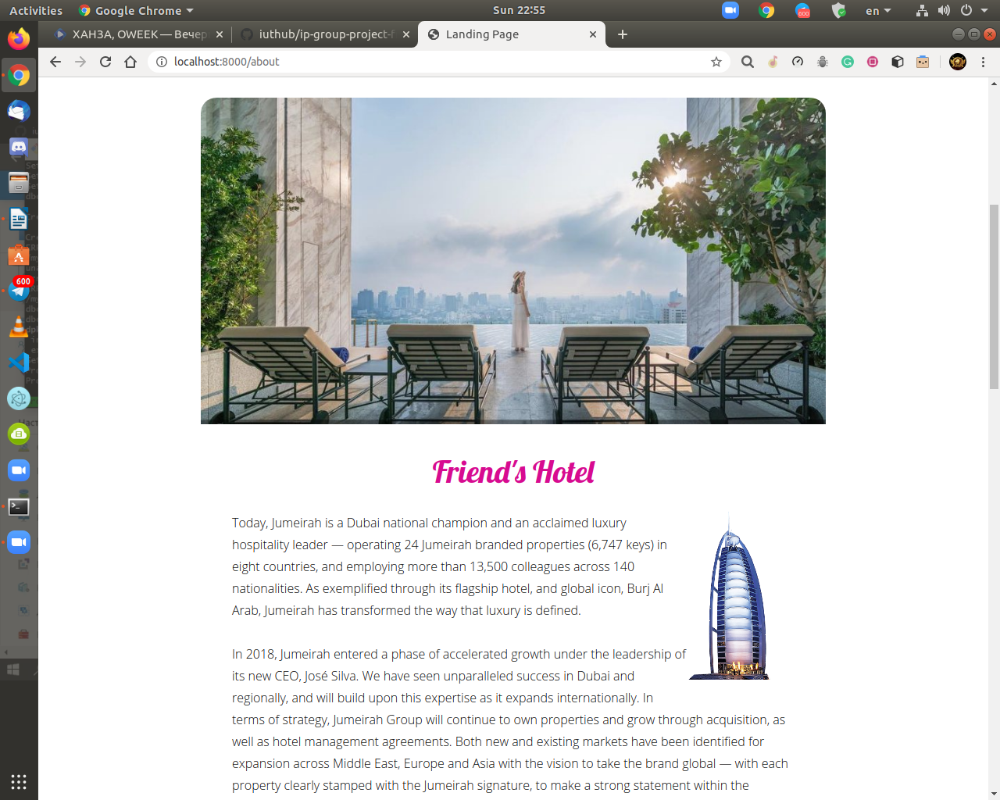 Activities
Google Chrome
Sun 22:55
600
en
ХАНЗА, OWEEK — Вечер
iuthub/ip-group-project-f
Landing Page
localhost:8000/about
600
Friend's Hotel
Today, Jumeirah is a Dubai national champion and an acclaimed luxury
hospitality leader — operating 24 Jumeirah branded properties (6,747 keys) in
eight countries, and employing more than 13,500 colleagues across 140
nationalities. As exemplified through its flagship hotel, and global icon, Burj Al
Arab, Jumeirah has transformed the way that luxury is defined.
In 2018, Jumeirah entered a phase of accelerated growth under the leadership of
its new CEO, José Silva. We have seen unparalleled success in Dubai and
regionally, and will build upon this expertise as it expands internationally. In
terms of strategy, Jumeirah Group will continue to own properties and grow through acquisition, as
well as hotel management agreements. Both new and existing markets have been identified for
expansion across Middle East, Europe and Asia with the vision to take the brand global — with each
property clearly stamped with the Jumeirah signature, to make a strong statement within the